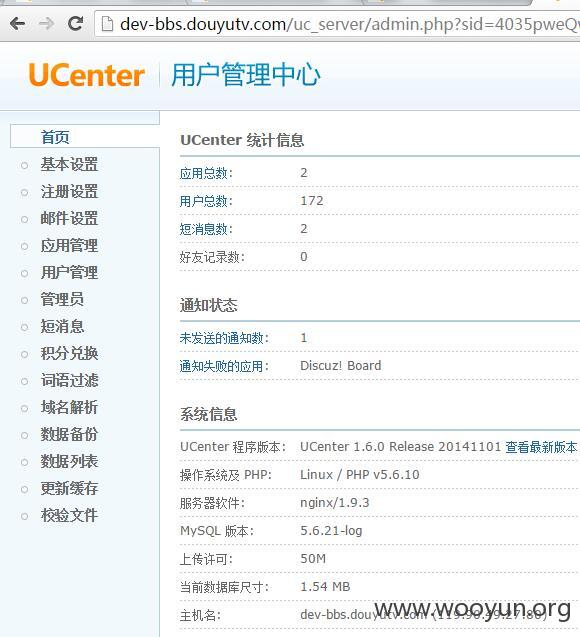 dev-bbs.douyutv.com/uc_server/admin.php?sid=4035pweQ
UCenter 用户管理中心
首页
基本设置
注册设置
邮件设置
应用管理
用户管理
管理员
短消息
积分兑换
词语过滤
域名解析
数据备份
数据列表
更新缓存
校验文件
UCenter 统计信息
应用总数: 2
用户总数: 172
短消息数: 2
好友记录数: 0
通知状态
未发送的通知数: 1
通知失败的应用: Discuz! Board
系统信息
UCenter 程序版本: UCenter 1.6.0 Release 20141101 查看最新版本
操作系统及 PHP: Linux / PHP v5.6.10
服务器软件: nginx/1.9.3
MySQL 版本: 5.6.21-log
上传许可: 50M
当前数据库尺寸: 1.54 MB
主机名: dev-bbs.douyutv.com
www.wooyun.org